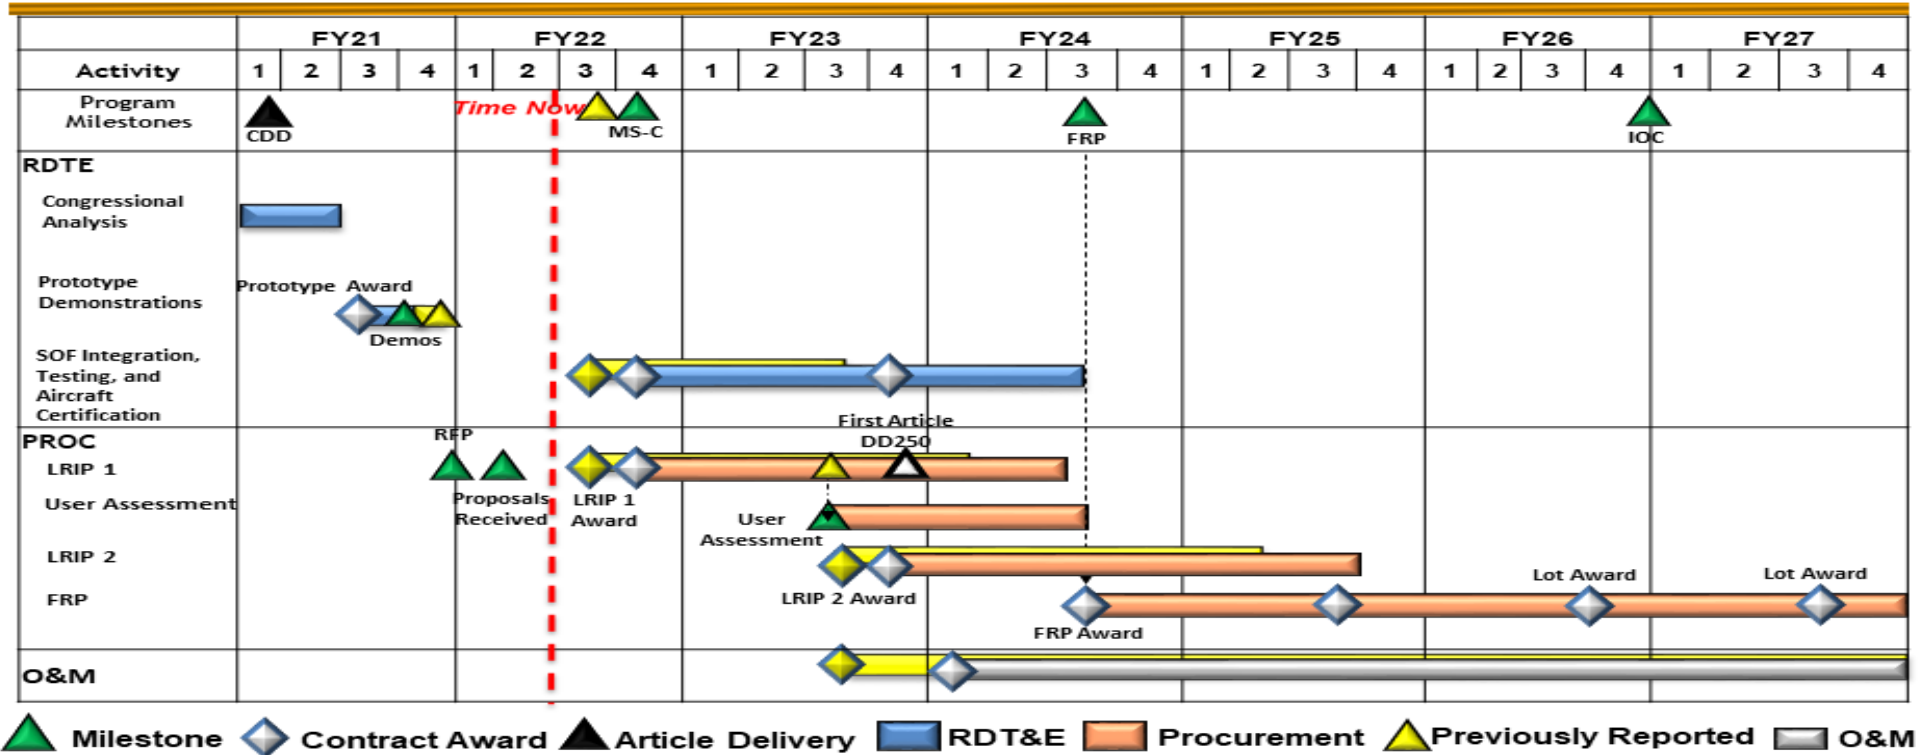 FY21 FY22 FY23 FY24 FY25 FY26 FY27
Activity 1 2 3 4 1 2 3 4 1 2 3 4 1 2 3 4 1 2 3 4 1 2 3 4 1 2 3 4
Program
Milestones
Time Now
CDD
MS-C
FRP
IOC
RDTE
Congressional
Analysis
Prototype
Demonstrations
Prototype Award
Demos
SOF Integration,
Testing, and
Aircraft
Certification
First Article
DD250
PROC
RFP
LRIP 1
Proposals
Received
LRIP 1
Award
User Assessment
User
Assessment
LRIP 2
LRIP 2 Award
Lot Award
Lot Award
FRP
FRP Award
O&M
Milestone Contract Award Article Delivery RDT&E Procurement Previously Reported O&M